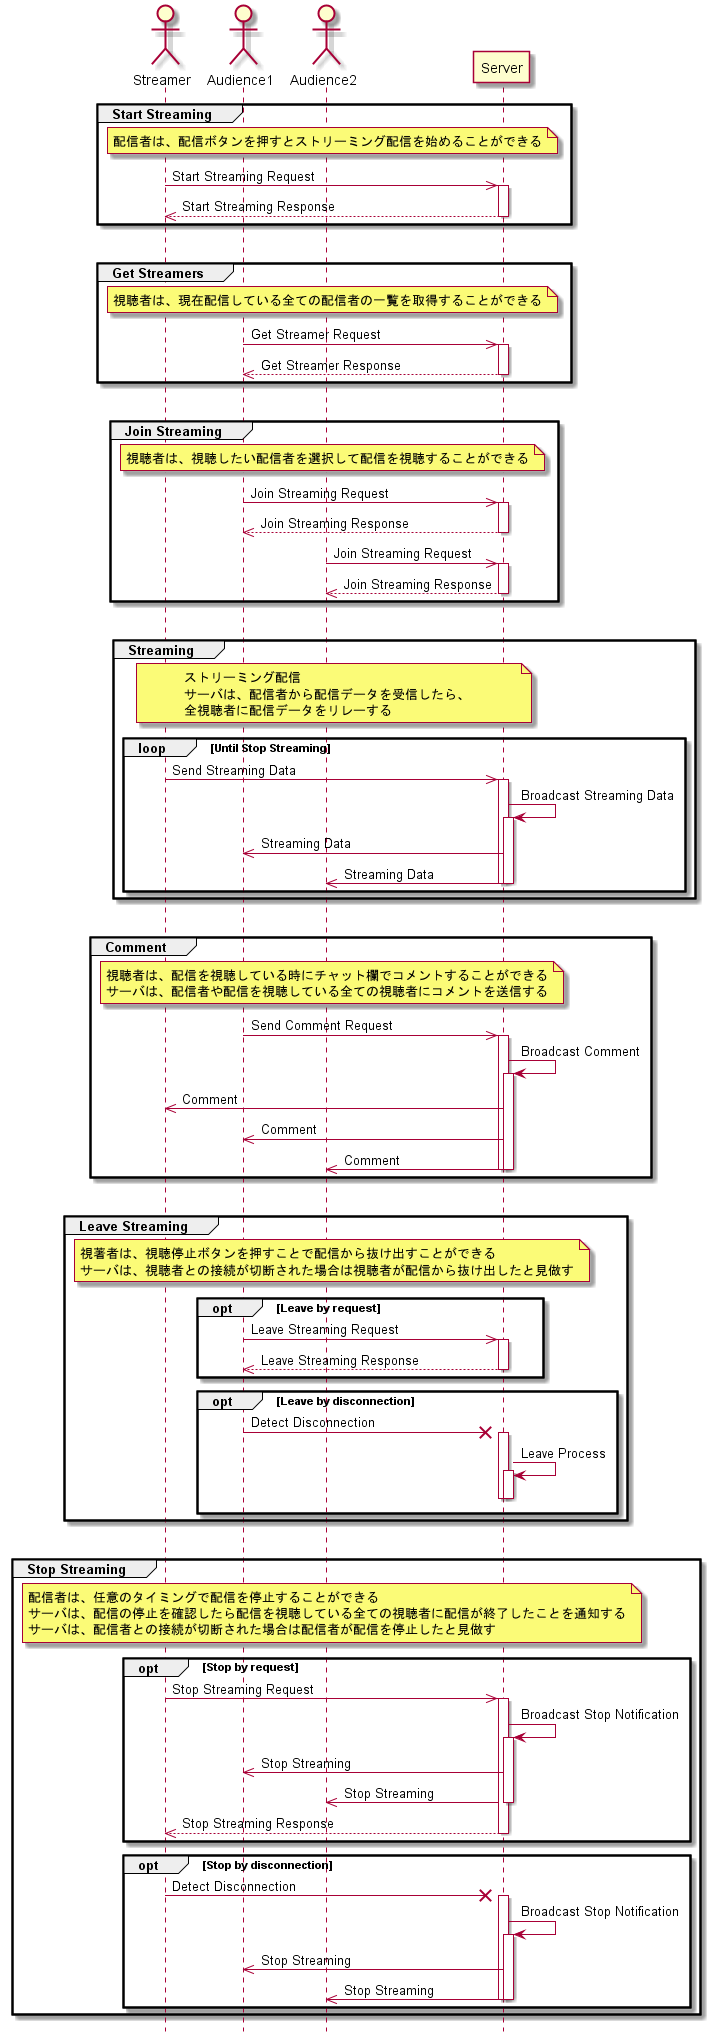 Streamer
Audience1
Audience2
Server
Start Streaming
配信者は、配信ボタンを押すとストリーミング配信を始めることができる
Start Streaming Request
Start Streaming Response
Get Streamers
視聴者は、現在配信している全ての配信者の一覧を取得することができる
Get Streamer Request
Get Streamer Response
Join Streaming
視聴者は、視聴したい配信者を選択して配信を視聴することができる
Join Streaming Request
Join Streaming Response
Join Streaming Request
Join Streaming Response
Streaming
ストリーミング配信
サーバは、配信者から配信データを受信したら、
全視聴者に配信データをリレーする
loop [Until Stop Streaming]
Send Streaming Data
Broadcast Streaming Data
Streaming Data
Streaming Data
Comment
視聴者は、配信を視聴している時にチャット欄でコメントすることができる
サーバは、配信者や配信を視聴している全ての視聴者にコメントを送信する
Send Comment Request
Broadcast Comment
Comment
Comment
Comment
Leave Streaming
視著者は、視聴停止ボタンを押すことで配信から抜け出すことができる
サーバは、視聴者との接続が切断された場合は視聴者が配信から抜け出したと見做す
opt [Leave by request]
Leave Streaming Request
Leave Streaming Response
opt [Leave by disconnection]
Detect Disconnection
Leave Process
Stop Streaming
配信者は、任意のタイミングで配信を停止することができる
サーバは、配信の停止を確認したら配信を視聴している全ての視聴者に配信が終了したことを通知する
サーバは、配信者との接続が切断された場合は配信者が配信を停止したと見做す
opt [Stop by request]
Stop Streaming Request
Broadcast Stop Notification
Stop Streaming
Stop Streaming
Stop Streaming Response
opt [Stop by disconnection]
Detect Disconnection
Broadcast Stop Notification
Stop Streaming
Stop Streaming